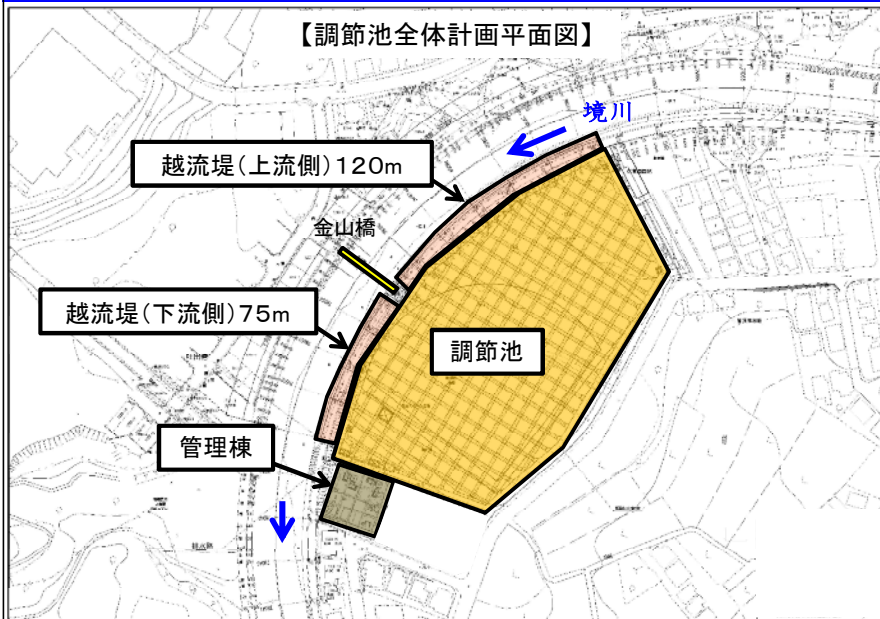 【調節池全体計画平面図】
境川
越流堤(上流側)120m
金山橋
越流堤(下流側)75m
調節池
管理棟